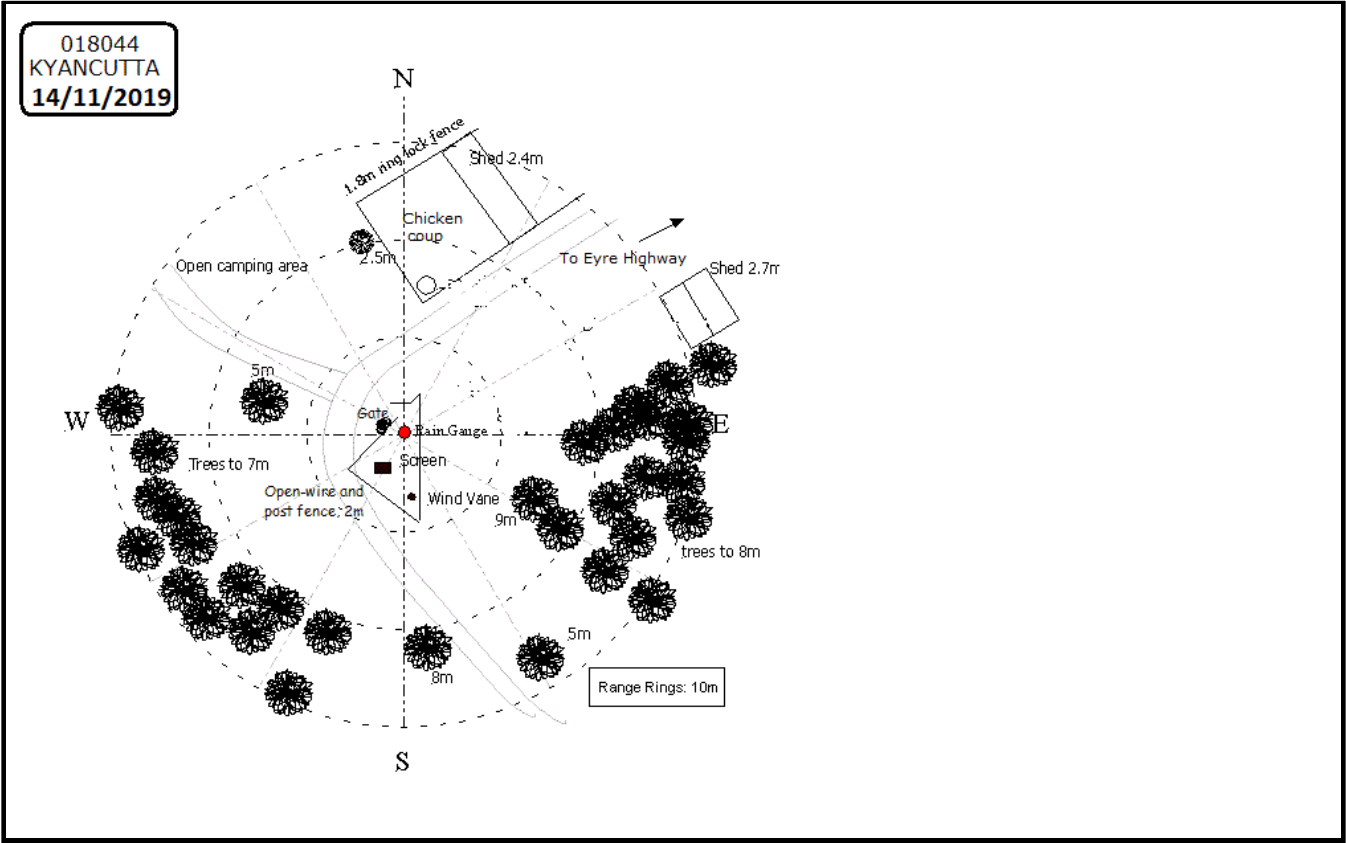 018044
KYANCUTTA
14/11/2019
N
1.8m ring lock fence
Shed 2.4m
Chicken
coup
2.5m
To Eyre Highway
Open camping area
Shed 2.7m
5m
Gate
W
E
Rain Gauge
Screen
Trees to 7m
Open-wire and
post fence, 2m
Wind Vane
9m
trees to 8m
5m
8m
Range Rings: 10m
S